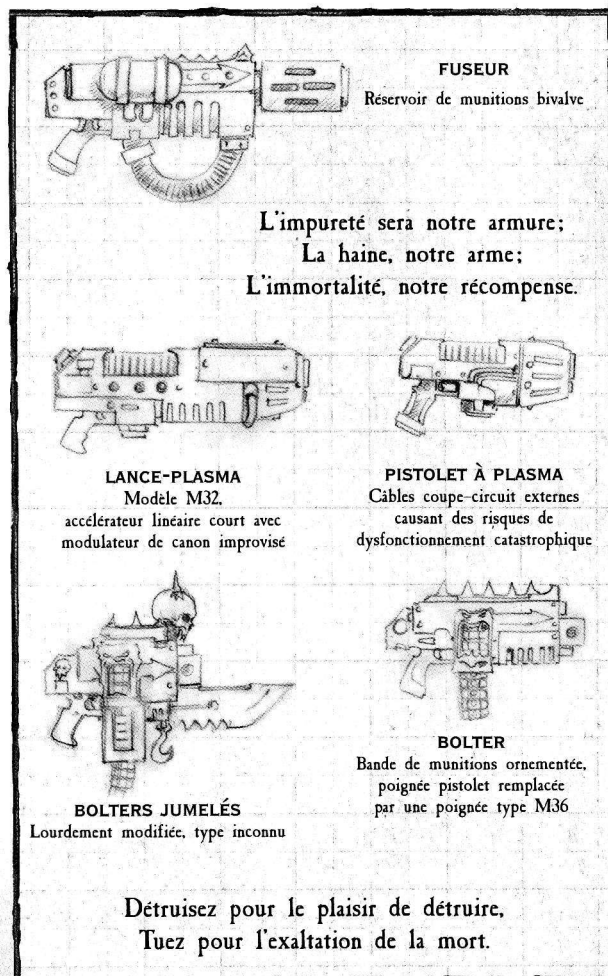 FUSEUR
Réservoir de munitions bivalve
L'impureté sera notre armure;
La haine, notre arme;
L'immortalité, notre récompense.
LANCE-PLASMA
Modèle M32,
accélérateur linéaire court avec
modulateur de canon improvisé
PISTOLET À PLASMA
Câbles coupe-circuit externes
causant des risques de
dysfonctionnement catastrophique
BOLTERS JUMELÉS
Lourdement modifiée, type inconnu
BOLTER
Bande de munitions ornementée,
poignée pistolet remplacée
par une poignée type M36
Détruisez pour le plaisir de détruire,
Tuez pour l'exaltation de la mort.